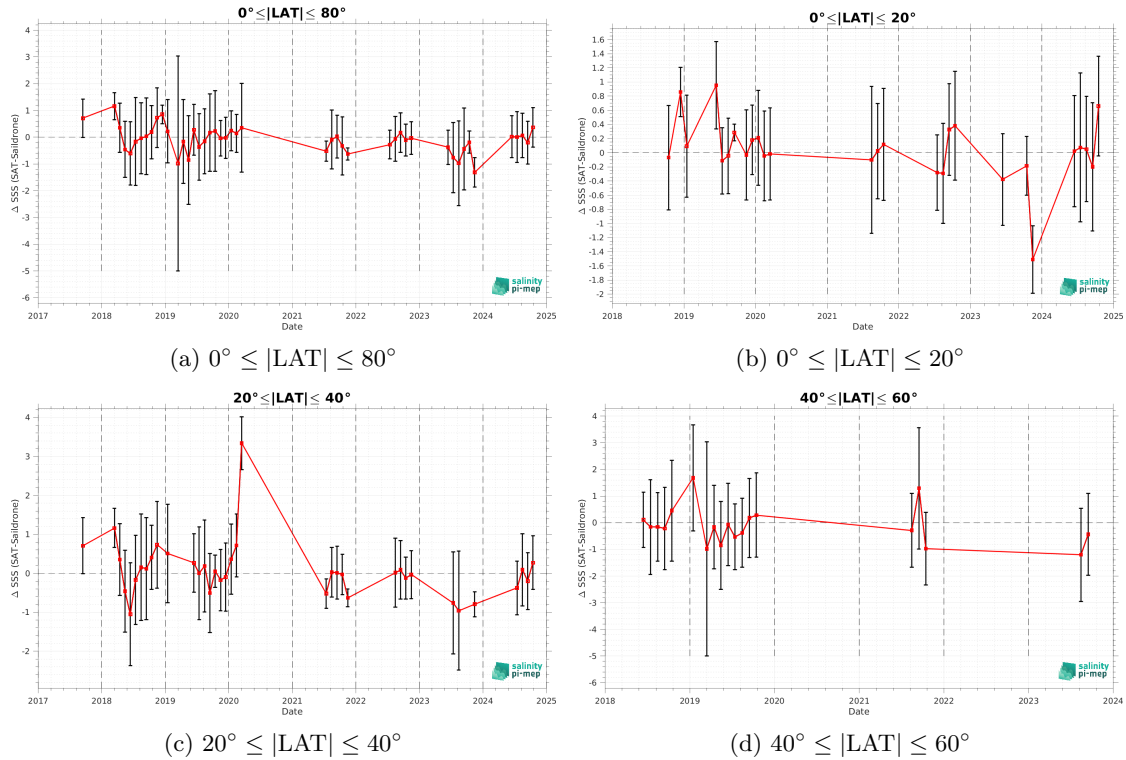 0°≤|LAT|≤ 80°
4
3
2
1
0
-1
-2
-3
-4
-5
-6
Δ SSS (SAT-Saildrone)
2017 2018 2019 2020 2021 2022 2023 2024 2025
Date
salinity
pi-mep
(a) 0° ≤ |LAT| ≤ 80°
0°≤|LAT|≤ 20°
1.6
1.4
1.2
1
0.8
0.6
0.4
0.2
0
-0.2
-0.4
-0.6
-0.8
-1
-1.2
-1.4
-1.6
-1.8
-2
Δ SSS (SAT-Saildrone)
2018 2019 2020 2021 2022 2023 2024 2025
Date
salinity
pi-mep
(b) 0° ≤ |LAT| ≤ 20°
20°≤|LAT|≤ 40°
4
3
2
1
0
-1
-2
Δ SSS (SAT-Saildrone)
2017 2018 2019 2020 2021 2022 2023 2024 2025
Date
salinity
pi-mep
(c) 20° ≤ |LAT| ≤ 40°
40°≤|LAT|≤ 60°
4
3
2
1
0
-1
-2
-3
-4
-5
-6
Δ SSS (SAT-Saildrone)
2018 2019 2020 2021 2022 2023 2024
Date
salinity
pi-mep
(d) 40° ≤ |LAT| ≤ 60°